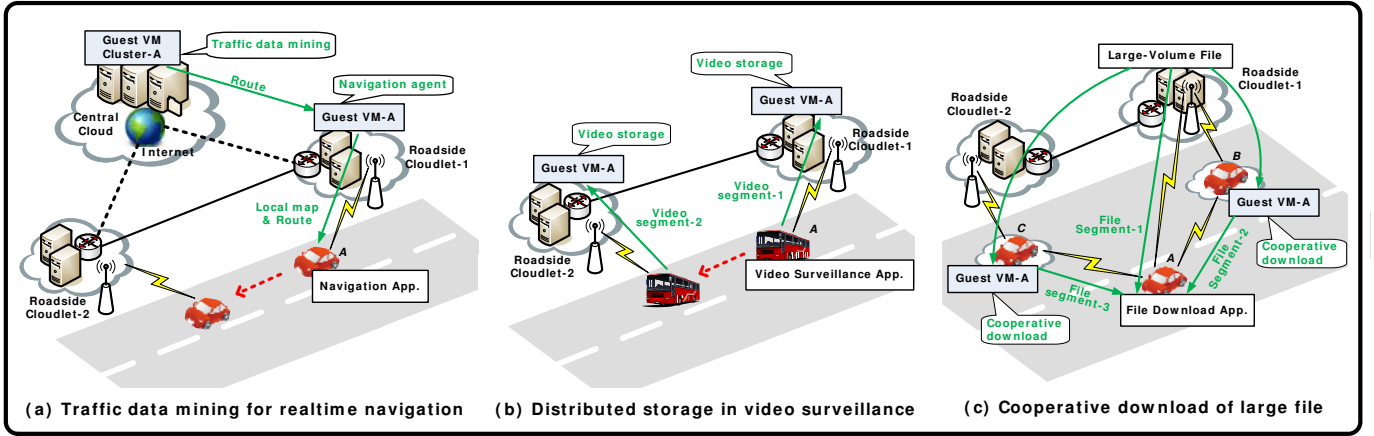 Guest VM
Cluster-A
Traffic data mining
Route
Navigation agent
Guest VM-A
Central
Cloud
Internet
Roadside
Cloudlet-1
Local map
& Route
A
Navigation App.
Roadside
Cloudlet-2
(a) Traffic data mining for realtime navigation
Video storage
Guest VM-A
Roadside
Cloudlet-1
Video storage
Guest VM-A
Video
segment-1
Video
segment-2
A
Roadside
Cloudlet-2
Video Surveillance App.
(b) Distributed storage in video surveillance
Large-Volume File
Roadside
Cloudlet-1
Roadside
Cloudlet-2
B
Guest VM-A
File
Segment-1
File
Segment-2
Cooperative
download
C
A
Guest VM-A
File
segment-3
File Download App.
Cooperative
download
(c) Cooperative download of large file